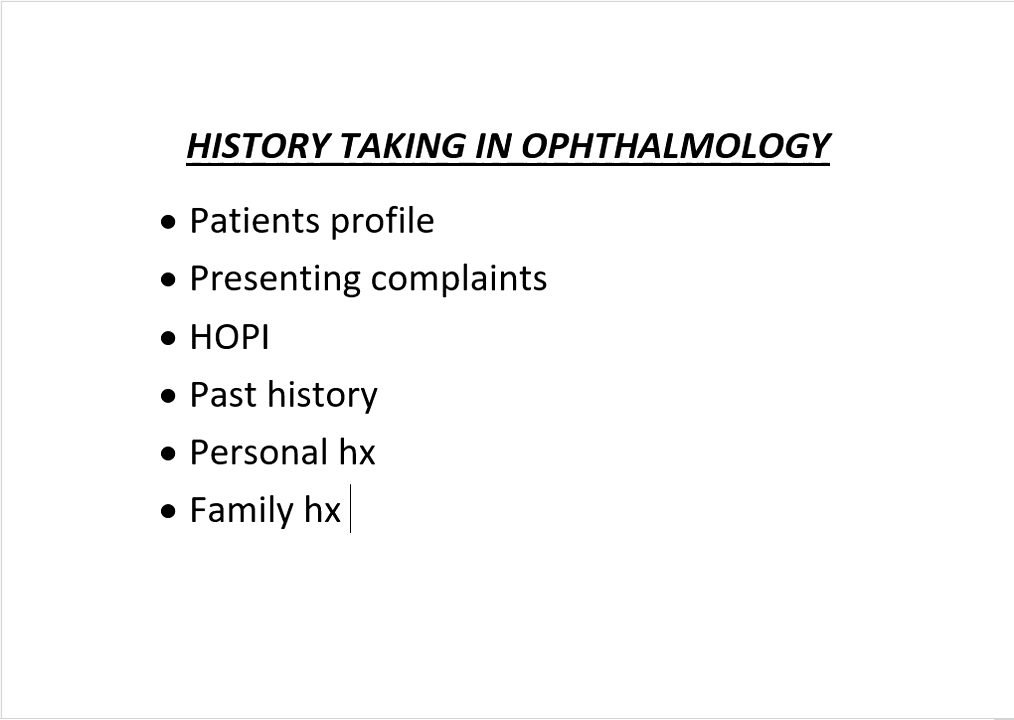 HISTORY TAKING IN OPHTHALMOLOGY
• Patients profile
• Presenting complaints
• HOPI
• Past history
• Personal hx
• Family hx